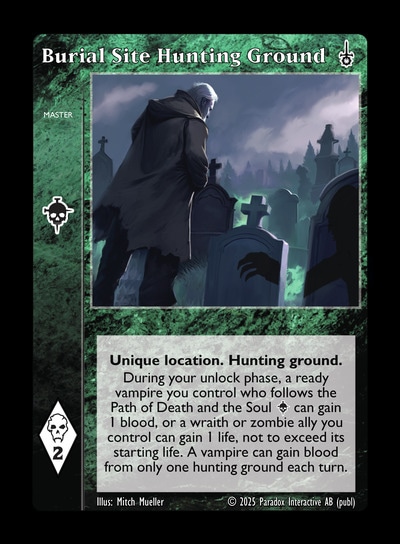 Burial Site Hunting Ground
MASTER
Unique location. Hunting ground.
During your unlock phase, a ready
vampire you control who follows the
Path of Death and the Soul can gain
1 blood, or a wraith or zombie ally you
control can gain 1 life, not to exceed its
starting life. A vampire can gain blood
from only one hunting ground each turn.
2
Illus: Mitch Mueller © 2025 Paradox Interactive AB (publ)